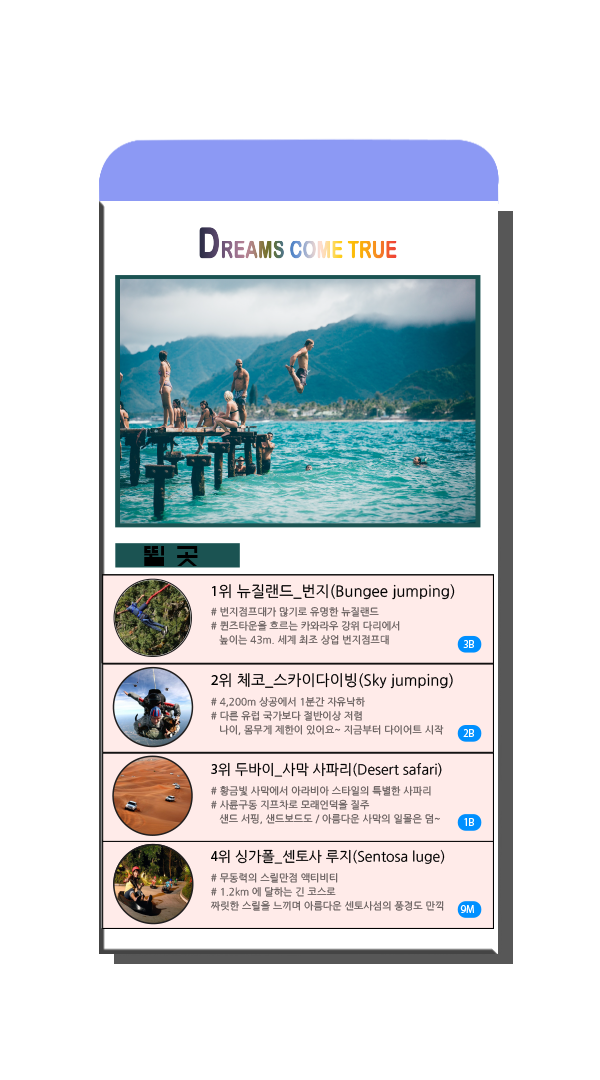 DREAMS COME TRUE
뛸 곳
1위 뉴질랜드_번지(Bungee jumping)
# 번지점프대가 많기로 유명한 뉴질랜드
# 퀸즈타운을 흐르는 카와라우 강위 다리에서
높이는 43m. 세계 최초 상업 번지점프대
3B
2위 체코_스카이다이빙(Sky jumping)
# 4,200m 상공에서 1분간 자유낙하
# 다른 유럽 국가보다 절반이상 저렴
나이, 몸무게 제한이 있어요~ 지금부터 다이어트 시작
2B
3위 두바이_사막 사파리(Desert safari)
# 황금빛 사막에서 아라비아 스타일의 특별한 사파리
# 사륜구동 지프차로 모래언덕을 질주
샌드 서핑, 샌드보드도 / 아름다운 사막의 일몰은 덤~
1B
4위 싱가폴_센토사 루지(Sentosa luge)
# 무동력의 스릴만점 액티비티
# 1.2km 에 달하는 긴 코스로
짜릿한 스릴을 느끼며 아름다운 센토사섬의 풍경도 만끽
9M